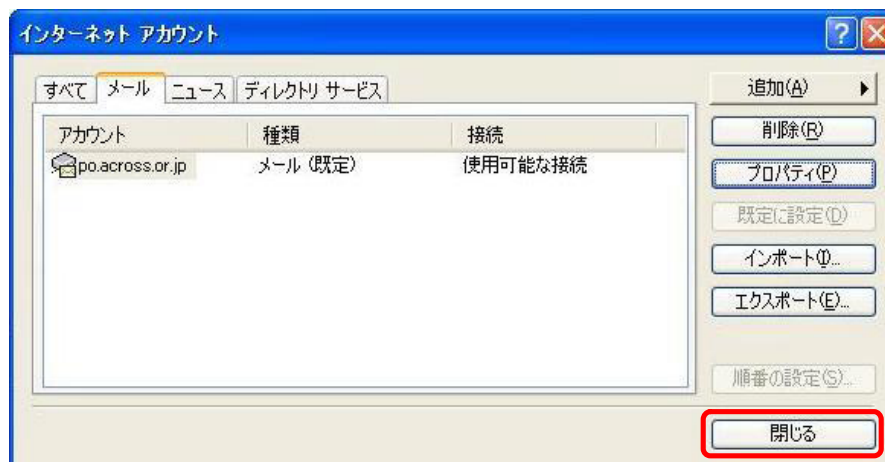 インターネット アカウント
すべて メール ニュース ディレクトリ サービス
アカウント 種類 接続
po.across.or.jp メール (既定) 使用可能な接続
追加(A)
削除(R)
プロパティ(P)
既定に設定(D)
インポート(I)...
エクスポート(E)...
順番の設定(S)...
閉じる